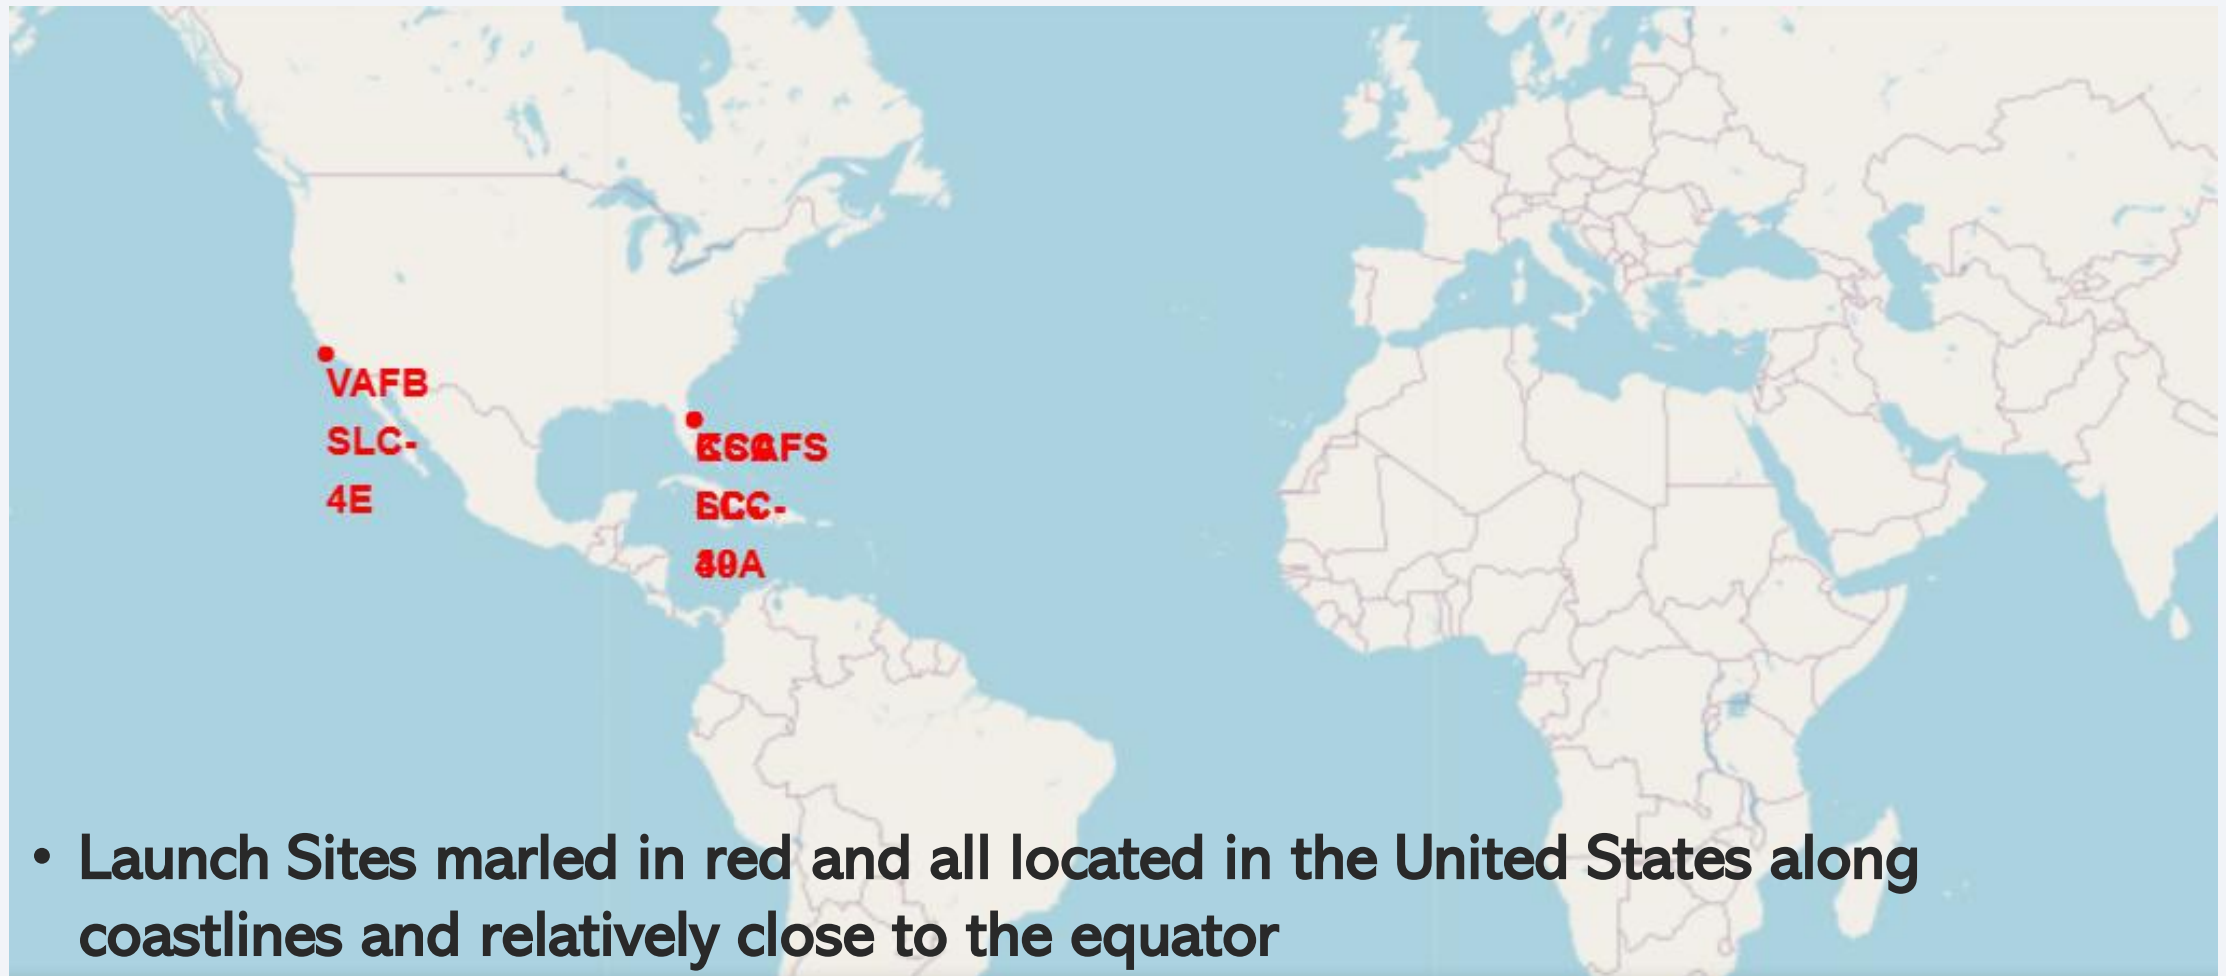 VAFB
SLC-
4E
• Launch Sites marled in red and all located in the United States along
coastlines and relatively close to the equator